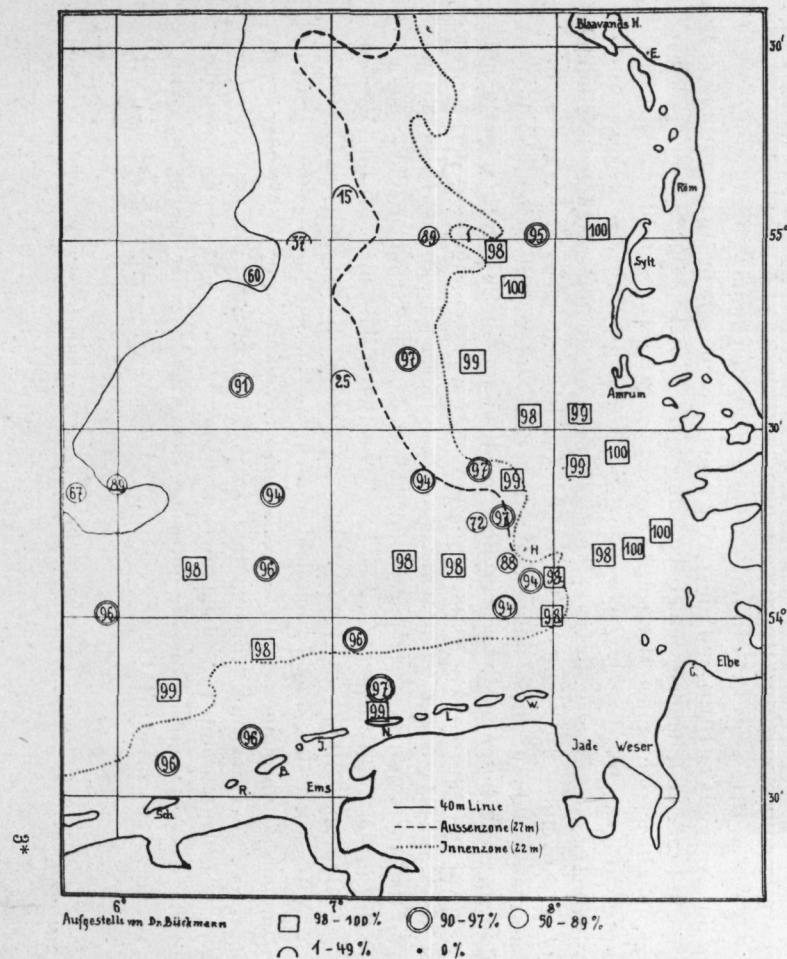 Blaavands H.
30'
E.
Röm
15
37
89
95
100
55°
98
60
Sylt
100
97
99
25
91
Amrum
98
99
30'
100
97
99
94
99
67
89
94
97
72
100
H
100
98
98
98
98
96
88
94
98
96
94
98
54°
96
98
99
97
G.
Elbe
99
W.
L
N.
J.
96
96
B.
Jade Weser
R.
Ems
30'
Sch.
40m Linie
Aussenzone (27m)
Innenzone (22 m)
*G
6°
7°
8°
Aufgestellt von Dr. Bückmann
98-100%
90-97%
50-89%
1-49%
0%